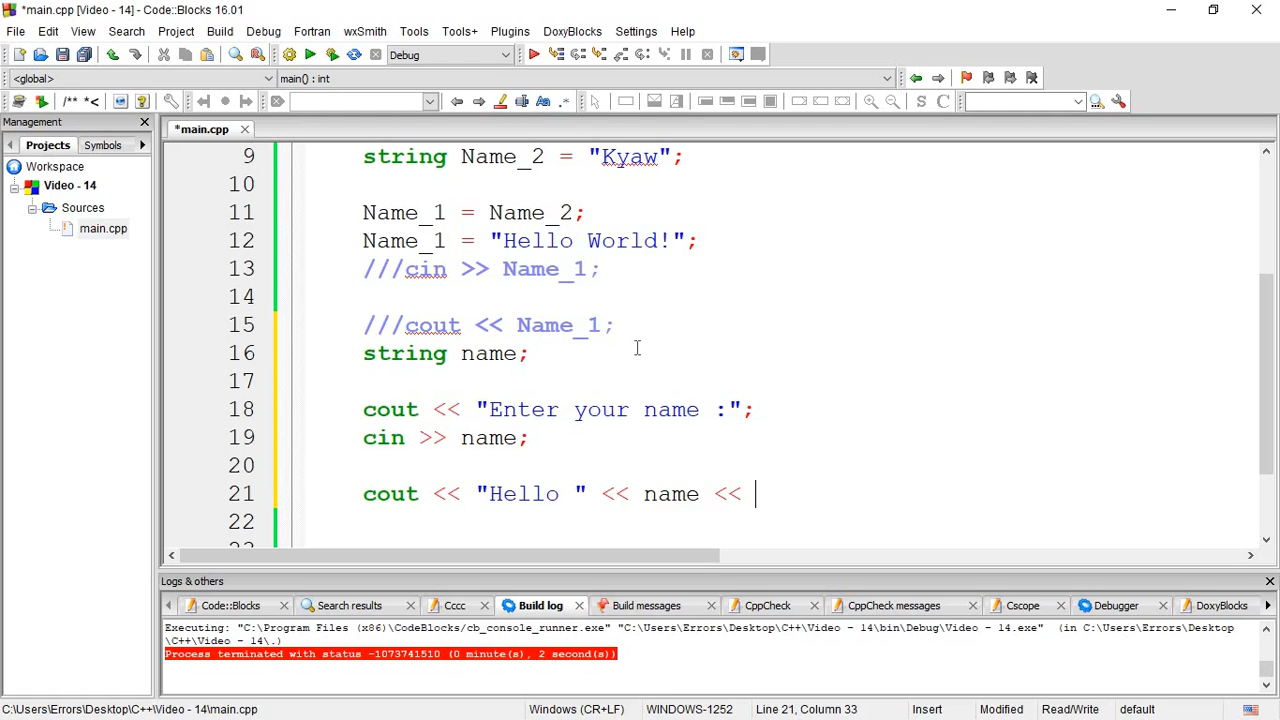 *main.cpp [Video - 14] - Code::Blocks 16.01
File Edit View Search Project Build Debug Fortran wxSmith Tools Tools+ Plugins DoxyBlocks Settings Help
Debug
<global> main() : int
/** *<
S C
Management
*main.cpp
Projects Symbols
Workspace
Video - 14
Sources
main.cpp
9 string Name_2 = "Kyaw";
10
11 Name_1 = Name_2;
12 Name_1 = "Hello World!";
13 ///cin >> Name_1;
14
15 ///cout << Name_1;
16 string name;
17
18 cout << "Enter your name :";
19 cin >> name;
20
21 cout << "Hello " << name <<
22
Logs & others
Code::Blocks Search results Cccc Build log Build messages CppCheck CppCheck messages Cscope Debugger DoxyBlocks
Executing: "C:\Program Files (x86)\CodeBlocks/cb_console_runner.exe" "C:\Users\Errors\Desktop\C++\Video - 14\bin\Debug\Video - 14.exe"  (in C:\Users\Errors\Desktop
\C++\Video - 14\.)
Process terminated with status -1073741510 (0 minute(s), 2 second(s))
C:\Users\Errors\Desktop\C++\Video - 14\main.cpp Windows (CR+LF) WINDOWS-1252 Line 21, Column 33 Insert Modified Read/Write default